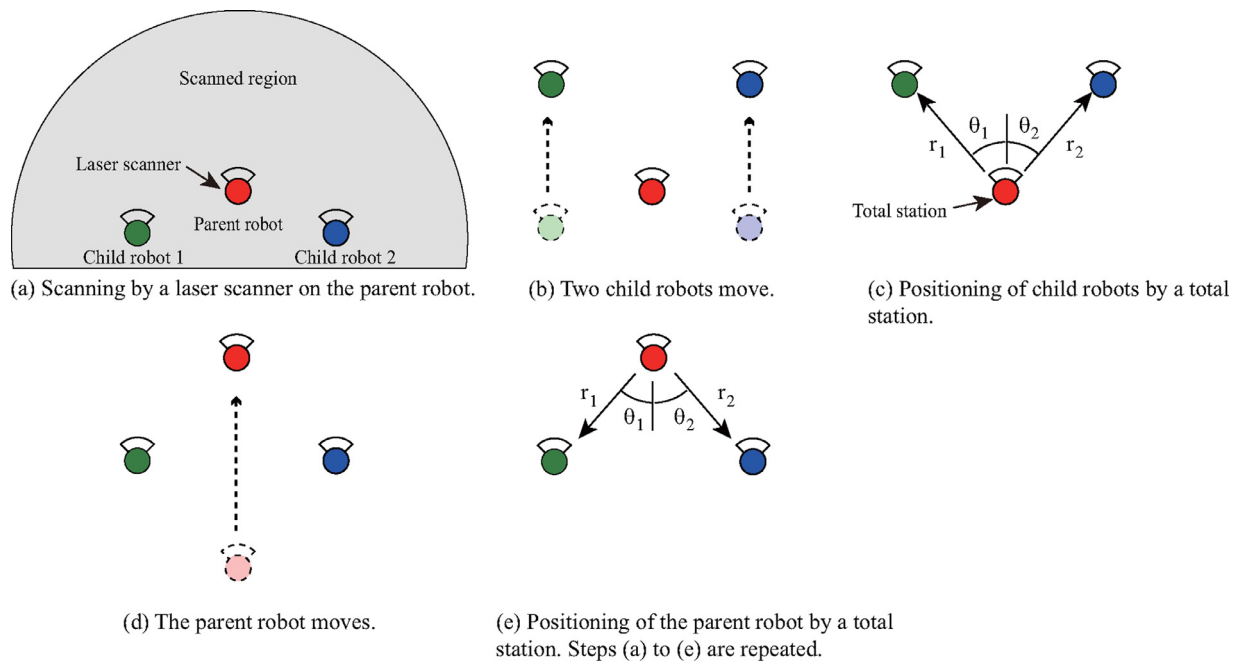 Scanned region
Laser scanner
Parent robot
Child robot 1
Child robot 2
(a) Scanning by a laser scanner on the parent robot.
(b) Two child robots move.
θ1
θ2
r1
r2
Total station
(c) Positioning of child robots by a total
station.
(d) The parent robot moves.
r1
r2
θ1
θ2
(e) Positioning of the parent robot by a total
station. Steps (a) to (e) are repeated.